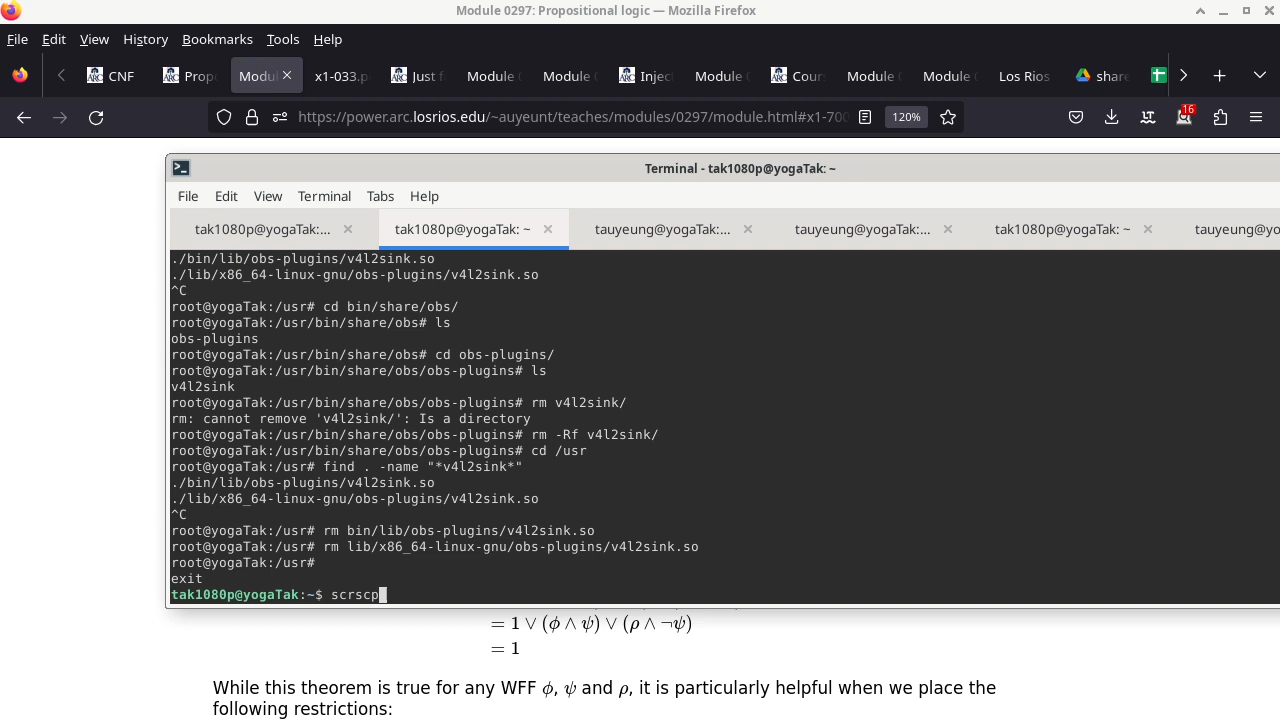 Module 0297: Propositional logic — Mozilla Firefox
File Edit View History Bookmarks Tools Help
CNF Prop Modul x1-033.p Just f Module Module Injec Module Cour Module Module Los Rios share
https://power.arc.losrios.edu/~auyeunt/teaches/modules/0297/module.html#x1-700 120% 16
Terminal - tak1080p@yogaTak: ~
File Edit View Terminal Tabs Help
tak1080p@yogaTak:... tak1080p@yogaTak: ~ tauyeung@yogaTak:... tauyeung@yogaTak:... tak1080p@yogaTak: ~ tauyeung@yo
./bin/lib/obs-plugins/v4l2sink.so
./lib/x86_64-linux-gnu/obs-plugins/v4l2sink.so
^C
root@yogaTak:/usr# cd bin/share/obs/
root@yogaTak:/usr/bin/share/obs# ls
obs-plugins
root@yogaTak:/usr/bin/share/obs# cd obs-plugins/
root@yogaTak:/usr/bin/share/obs/obs-plugins# ls
v4l2sink
root@yogaTak:/usr/bin/share/obs/obs-plugins# rm v4l2sink/
rm: cannot remove 'v4l2sink/': Is a directory
root@yogaTak:/usr/bin/share/obs/obs-plugins# rm -Rf v4l2sink/
root@yogaTak:/usr/bin/share/obs/obs-plugins# cd /usr
root@yogaTak:/usr# find . -name "*v4l2sink*"
./bin/lib/obs-plugins/v4l2sink.so
./lib/x86_64-linux-gnu/obs-plugins/v4l2sink.so
^C
root@yogaTak:/usr# rm bin/lib/obs-plugins/v4l2sink.so
root@yogaTak:/usr# rm lib/x86_64-linux-gnu/obs-plugins/v4l2sink.so
root@yogaTak:/usr#
exit
tak1080p@yogaTak:~$ scrscp
= 1 ∨ (ϕ ∧ ψ) ∨ (ρ ∧ ¬ψ)
= 1
While this theorem is true for any WFF ϕ, ψ and ρ, it is particularly helpful when we place the
following restrictions: